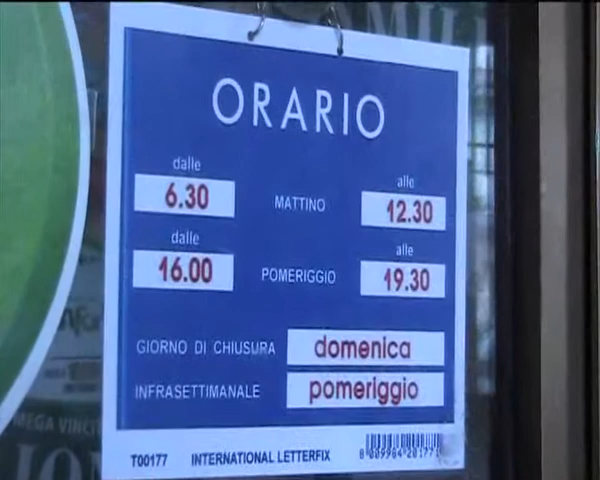 ORARIO
dalle alle
6.30 MATTINO 12.30
dalle alle
16.00 POMERIGGIO 19.30
GIORNO DI CHIUSURA domenica
INFRASETTIMANALE pomeriggio
T00177 INTERNATIONAL LETTERFIX
MEGA